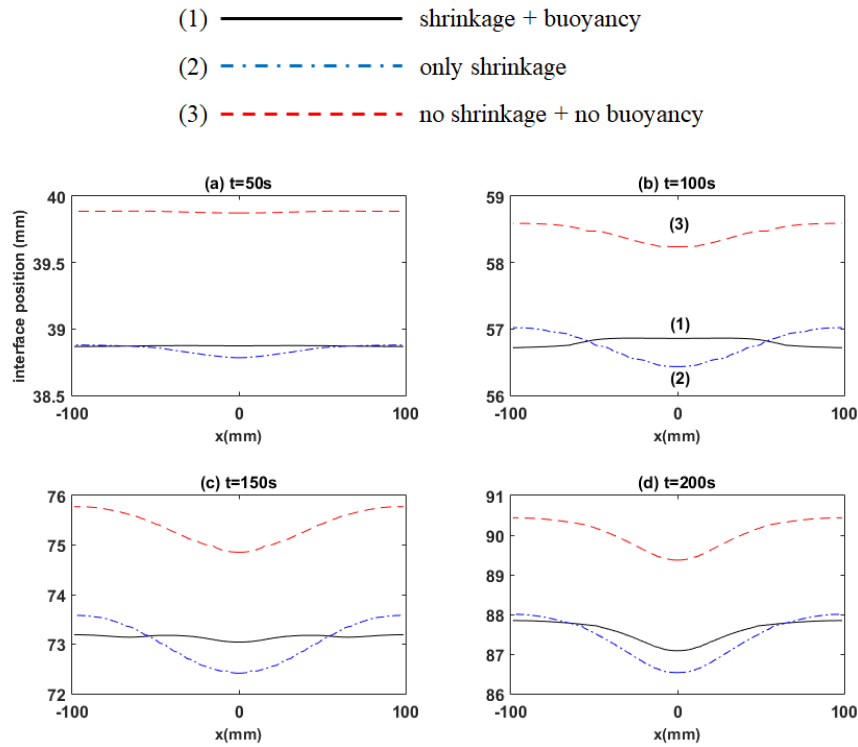 (1) shrinkage + buoyancy
(2) only shrinkage
(3) no shrinkage + no buoyancy
(a) t=50s
40
39.5
39
38.5
interface position (mm)
-100 0 100
x(mm)
(b) t=100s
59
58
57
56
(3)
(1)
(2)
-100 0 100
x(mm)
(c) t=150s
76
75
74
73
72
-100 0 100
x(mm)
(d) t=200s
91
90
89
88
87
86
-100 0 100
x(mm)